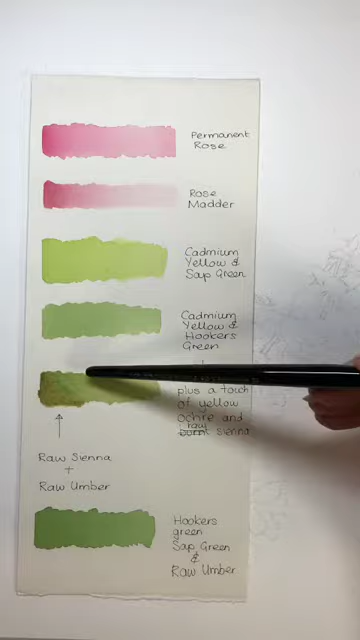 Permanent
Rose
Rose
Madder
Cadmium
Yellow &
Sap Green
Cadmium
Yellow &
Hookers
Green
plus a touch
of yellow
ochre and
raw
burnt sienna
Raw Sienna
+
Raw Umber
Hookers
green
Sap Green
&
Raw Umber